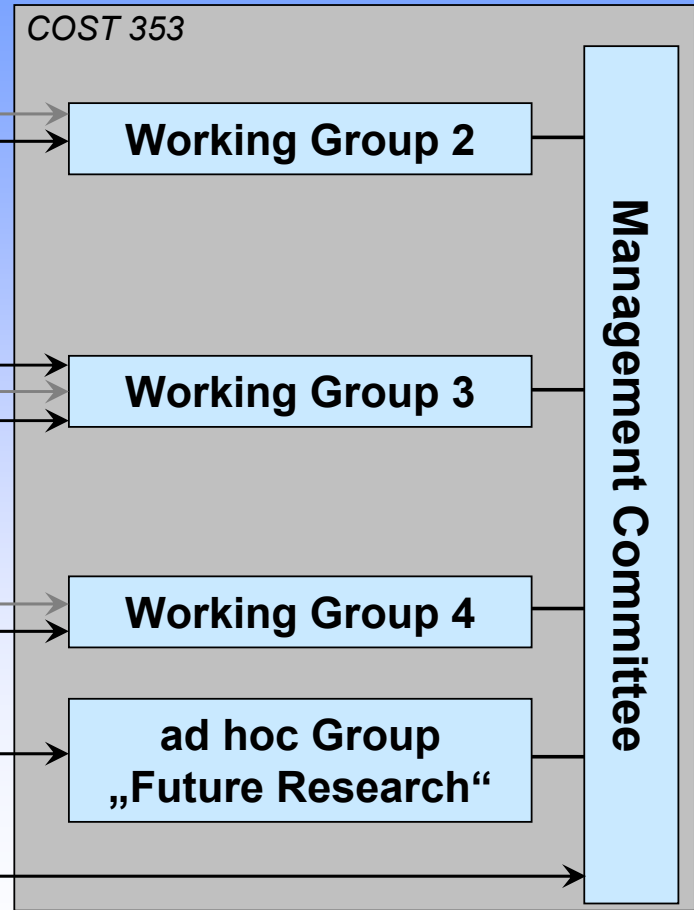 COST 353
Working Group 2
Working Group 3
Working Group 4
ad hoc Group
„Future Research“
Management Committee